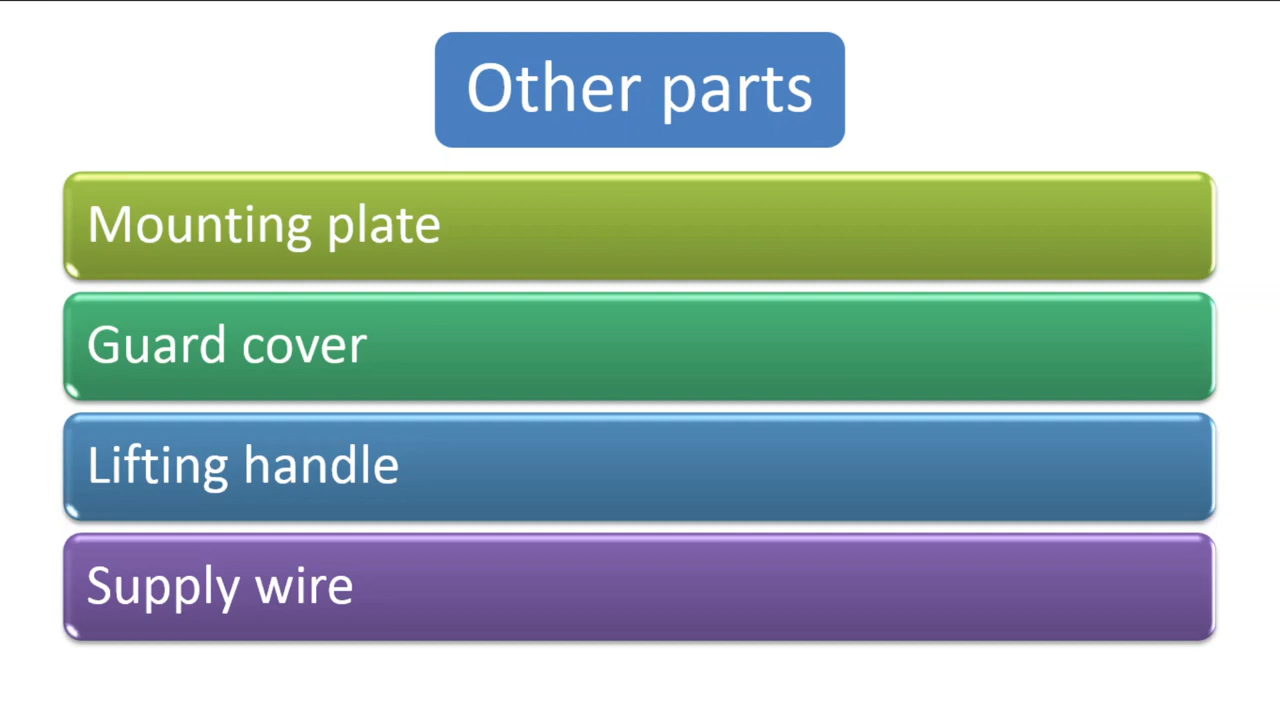 Other parts
Mounting plate
Guard cover
Lifting handle
Supply wire